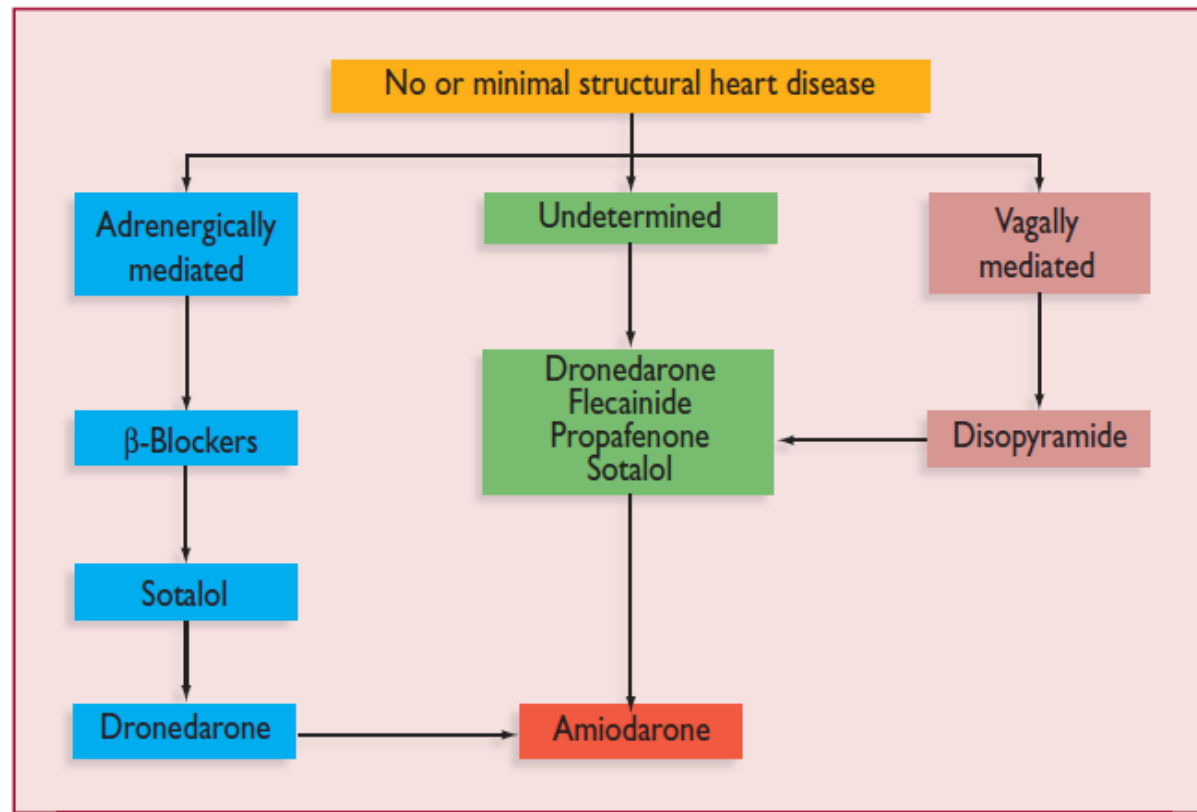 No or minimal structural heart disease
Adrenergically
mediated
Undetermined
Vagally
mediated
Dronedarone
Flecainide
Propafenone
Sotalol
β-Blockers
Disopyramide
Sotalol
Dronedarone
Amiodarone